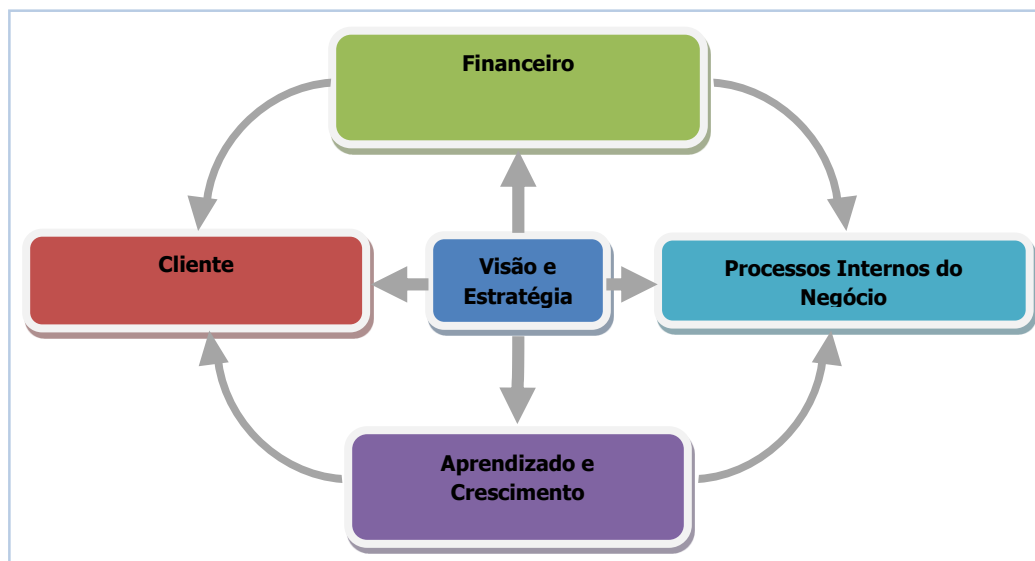 Financeiro
Cliente
Visão e
Estratégia
Processos Internos do
Negócio
Aprendizado e
Crescimento